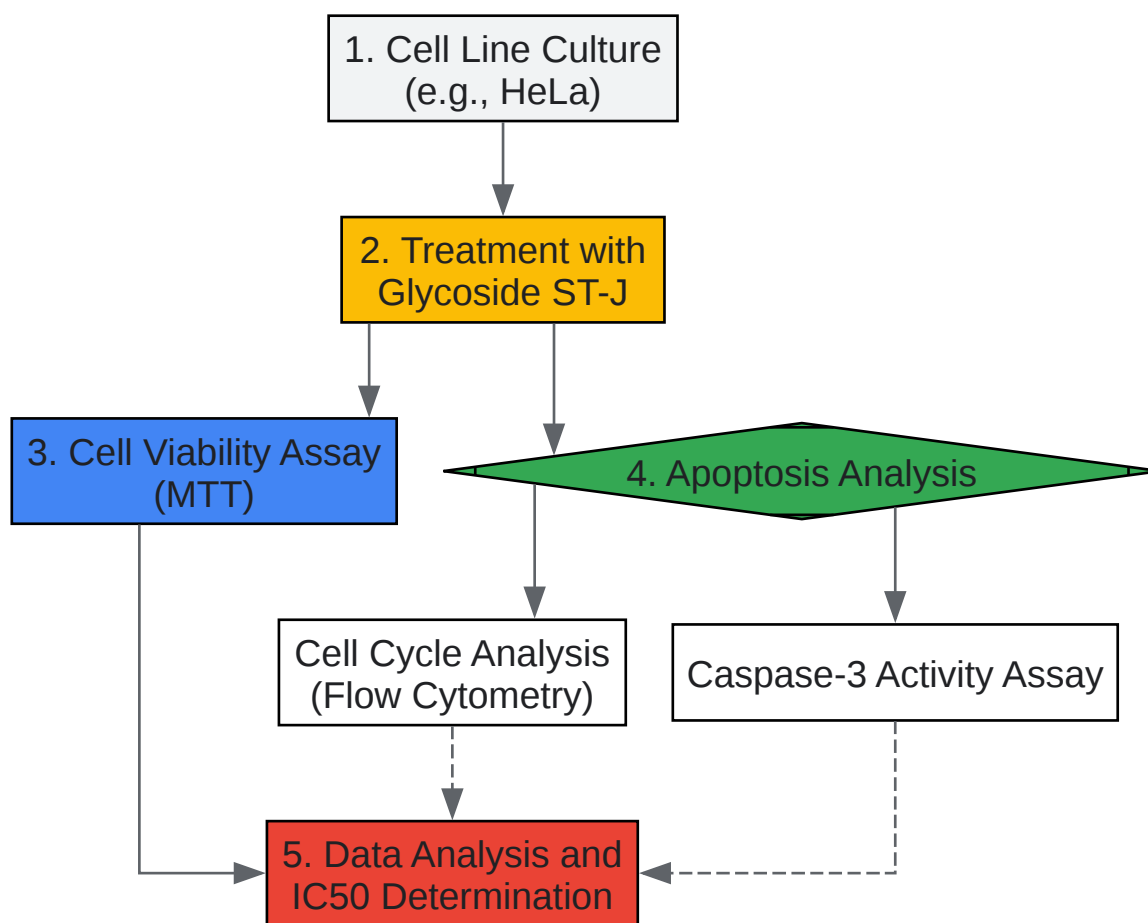 1. Cell Line Culture
(e.g., HeLa)
2. Treatment with
Glycoside ST-J
3. Cell Viability Assay
(MTT)
4. Apoptosis Analysis
Cell Cycle Analysis
(Flow Cytometry)
Caspase-3 Activity Assay
5. Data Analysis and
IC50 Determination